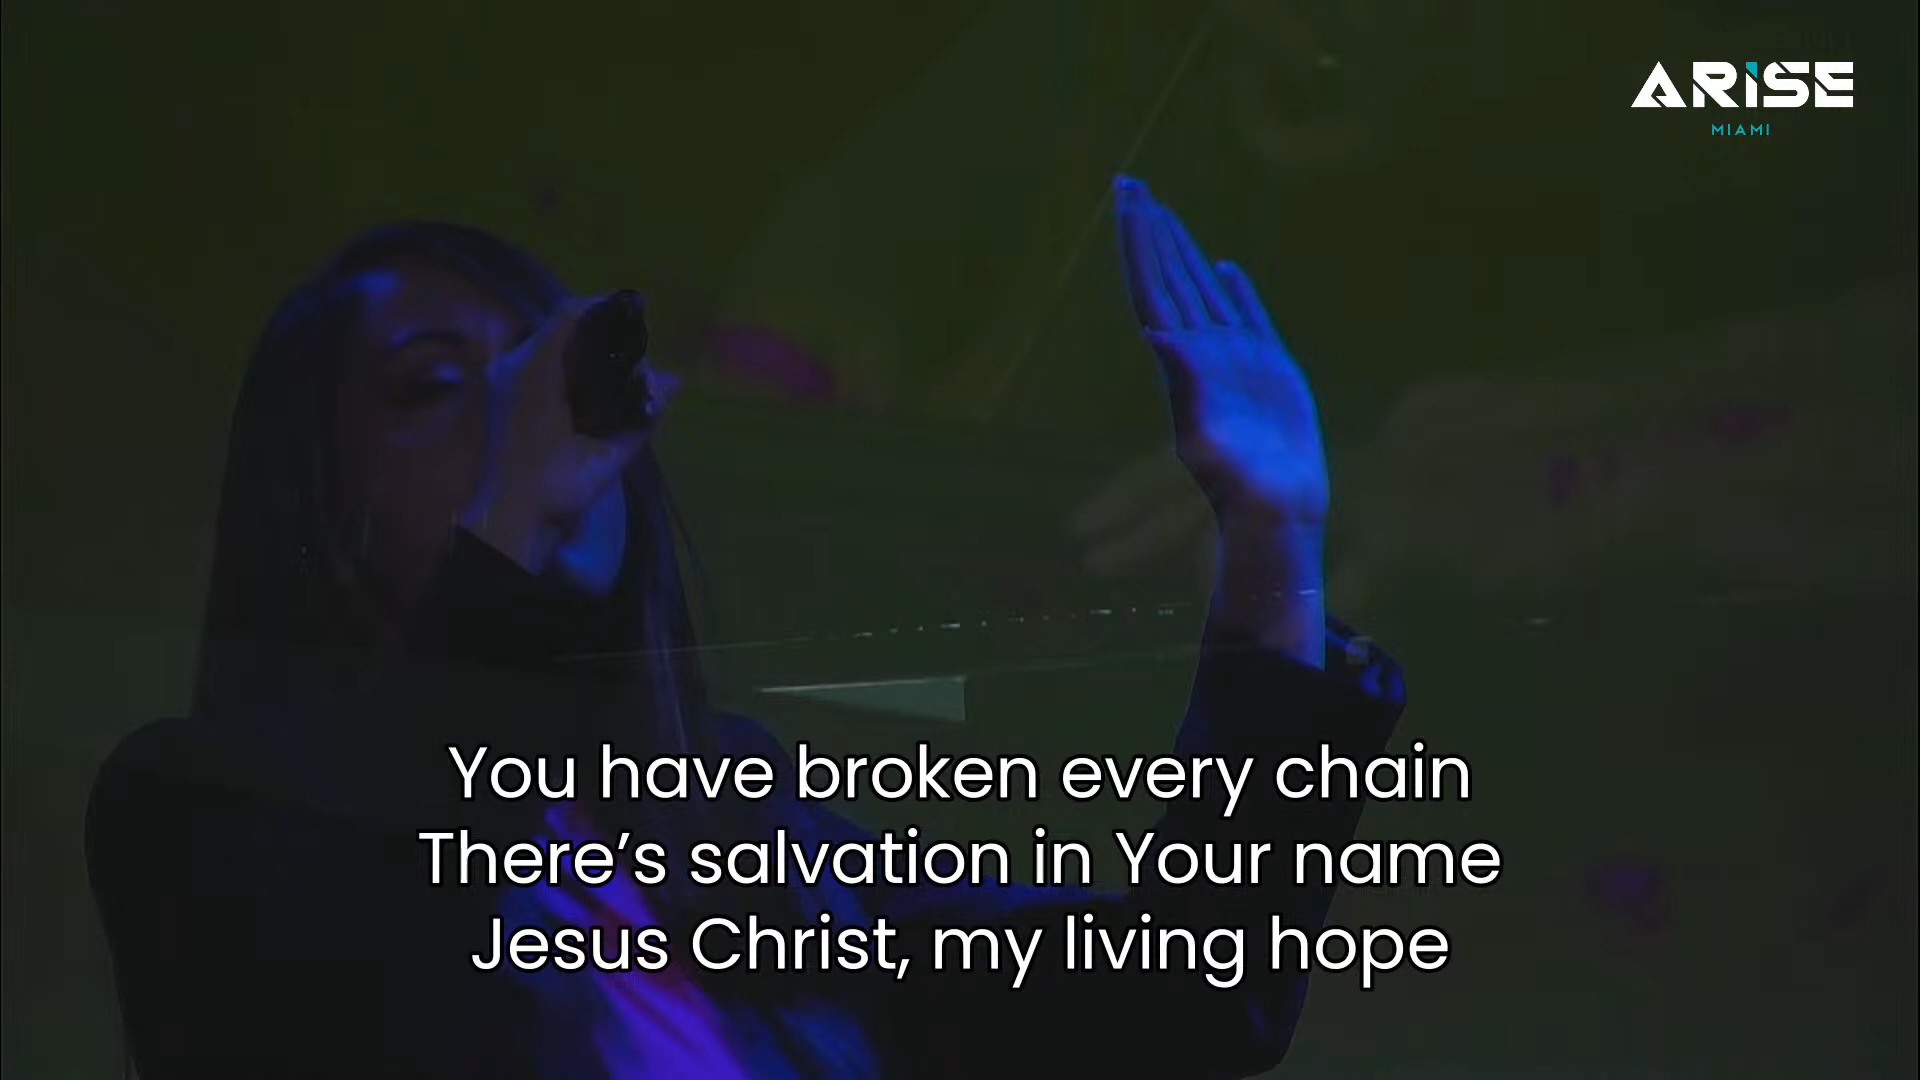 ARISE
MIAMI
You have broken every chain
There’s salvation in Your name
Jesus Christ, my living hope